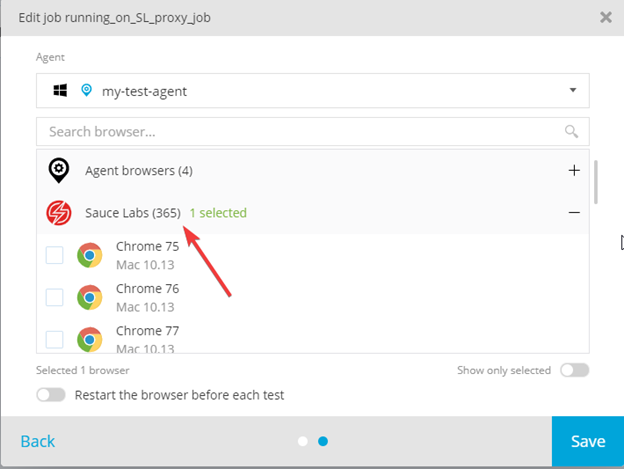 Edit job running_on_SL_proxy_job
Agent
my-test-agent
Search browser...
Agent browsers (4)
Sauce Labs (365) 1 selected
Chrome 75
Mac 10.13
Chrome 76
Mac 10.13
Chrome 77
Mac 10.13
Selected 1 browser Show only selected
Restart the browser before each test
Back Save